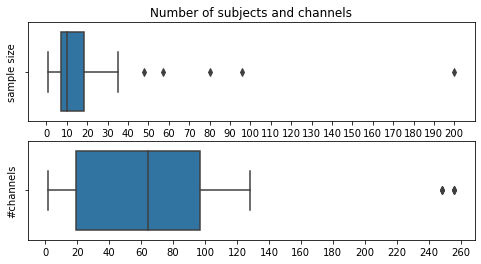 Number of subjects and channels
sample size
0 10 20 30 40 50 60 70 80 90 100 110 120 130 140 150 160 170 180 190 200
#channels
0 20 40 60 80 100 120 140 160 180 200 220 240 260